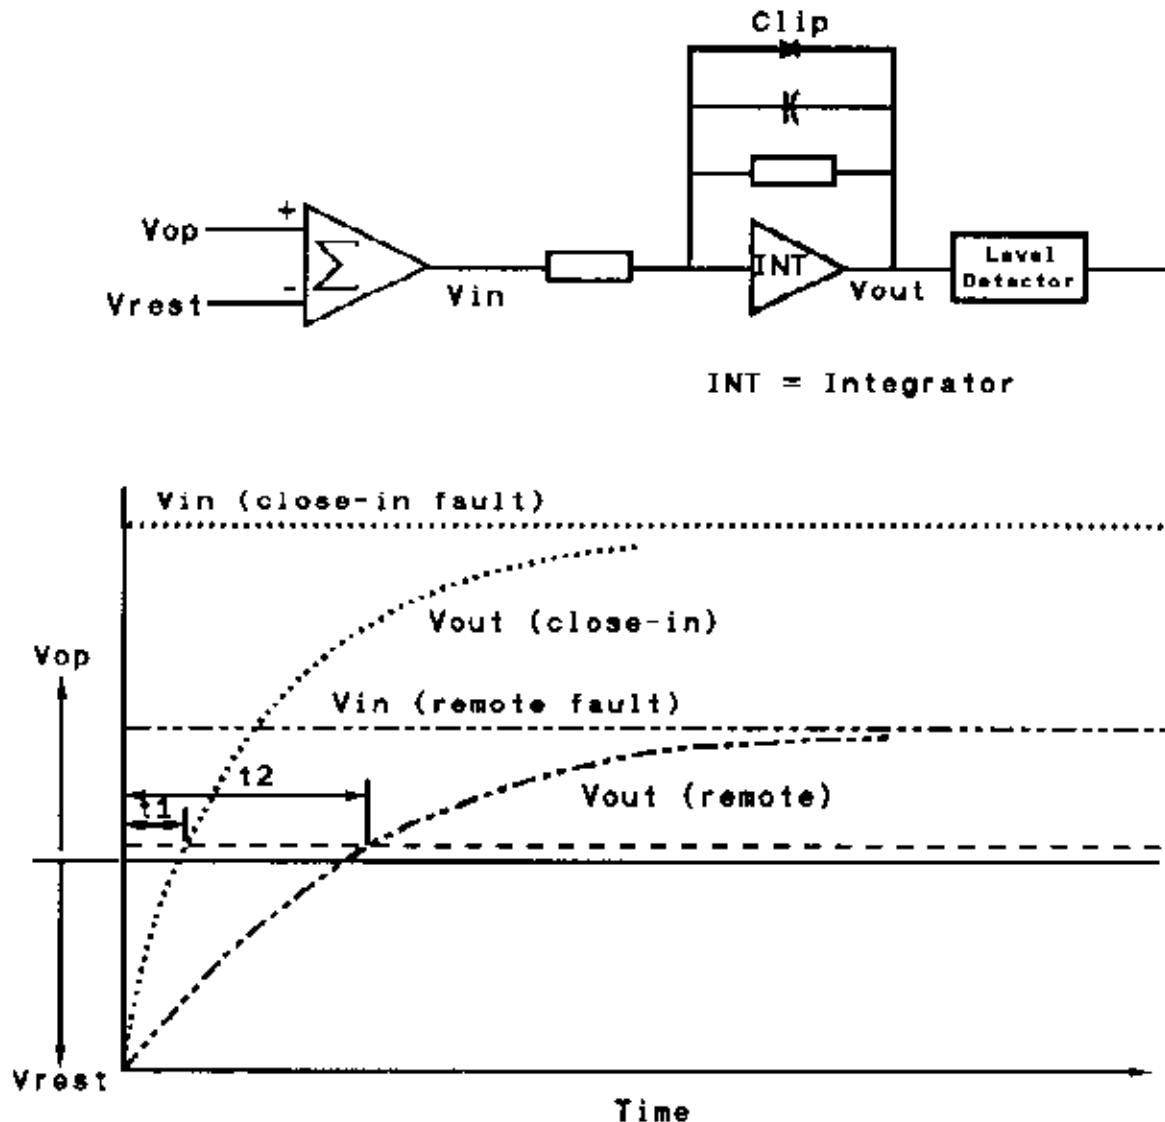 Clip
Vop
+
Σ
-
Vrest
Vin
INT
Vout
Level
Detector
INT = Integrator
Vin (close-in fault)
Vout (close-in)
Vop
Vin (remote fault)
t2
t1
Vout (remote)
Vrest
Time